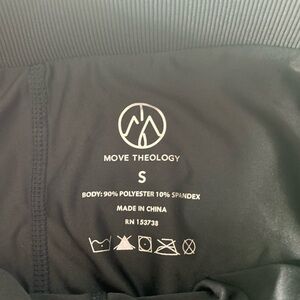 MOVE THEOLOGY
S
BODY: 90% POLYESTER 10% SPANDEX
MADE IN CHINA
RN 153738